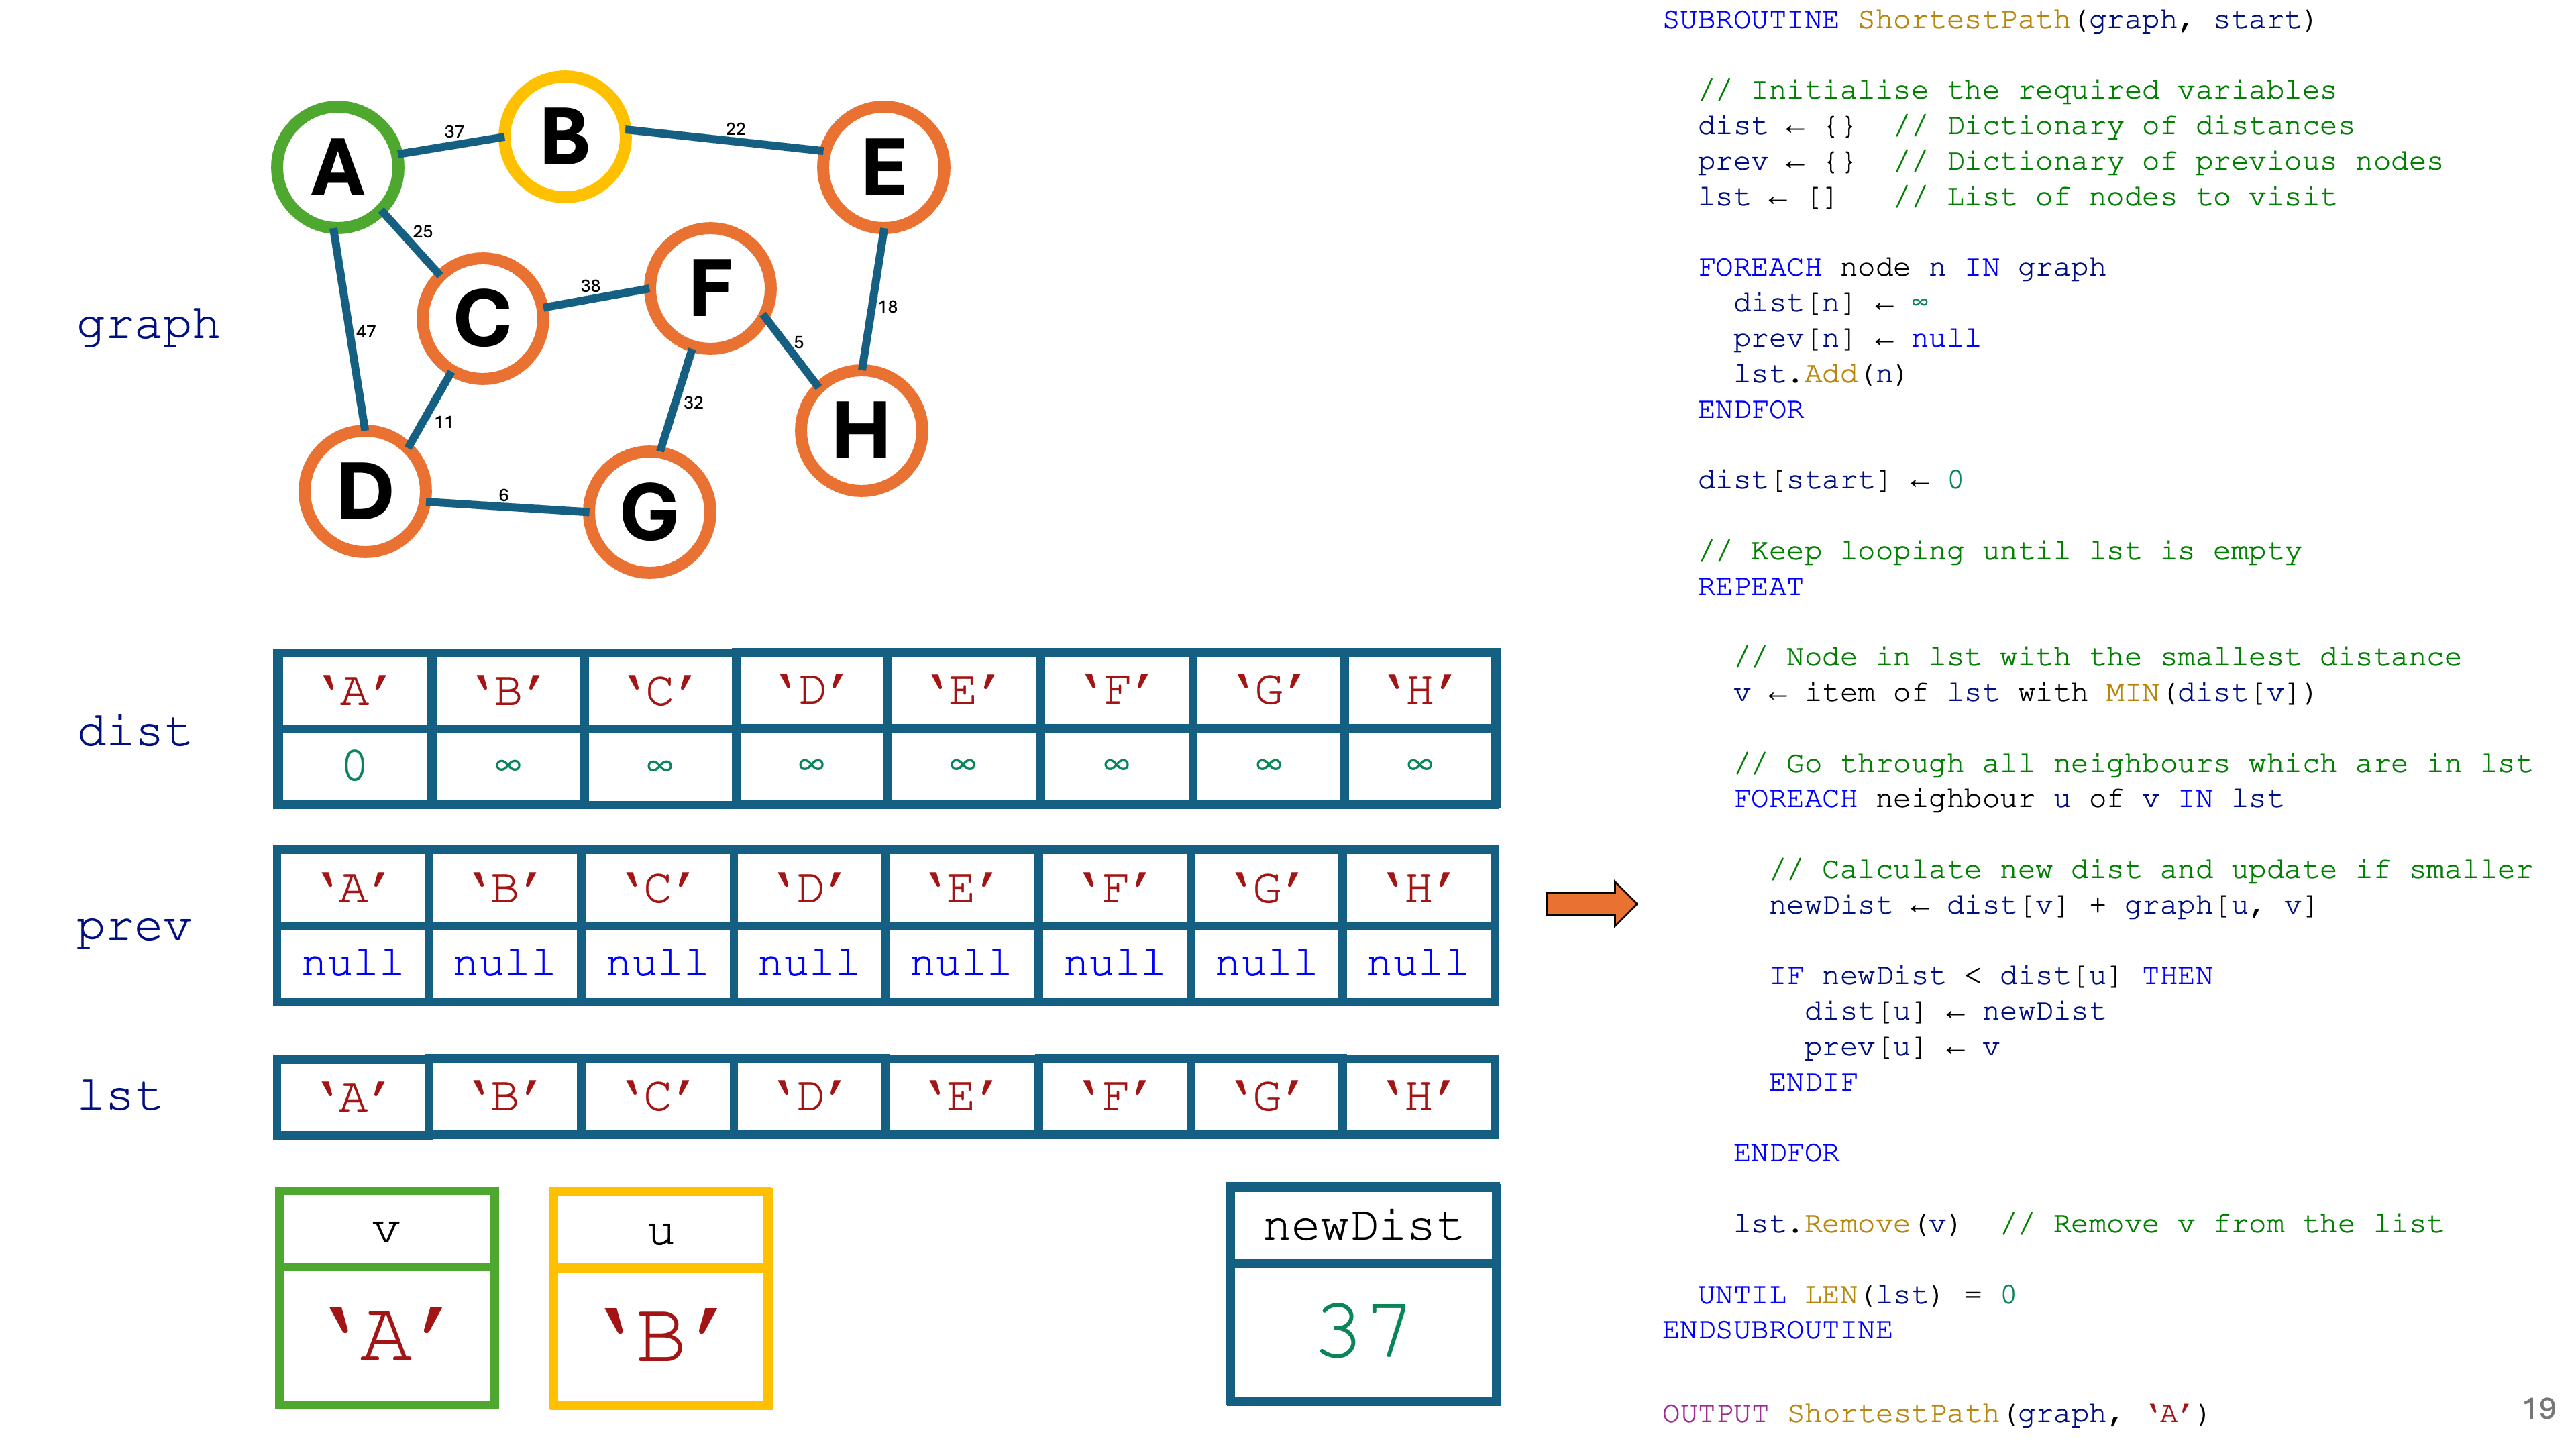 graph
A
B
E
C
F
H
D
G
37
22
25
38
18
47
5
11
32
6
dist
‘A’ ‘B’ ‘C’ ‘D’ ‘E’ ‘F’ ‘G’ ‘H’
0 ∞ ∞ ∞ ∞ ∞ ∞ ∞
prev
‘A’ ‘B’ ‘C’ ‘D’ ‘E’ ‘F’ ‘G’ ‘H’
null null null null null null null null
lst
‘A’ ‘B’ ‘C’ ‘D’ ‘E’ ‘F’ ‘G’ ‘H’
v
‘A’
u
‘B’
newDist
37
SUBROUTINE ShortestPath(graph, start)
// Initialise the required variables
dist ← {} // Dictionary of distances
prev ← {} // Dictionary of previous nodes
lst ← [] // List of nodes to visit
FOREACH node n IN graph
dist[n] ← ∞
prev[n] ← null
lst.Add(n)
ENDFOR
dist[start] ← 0
// Keep looping until lst is empty
REPEAT
// Node in lst with the smallest distance
v ← item of lst with MIN(dist[v])
// Go through all neighbours which are in lst
FOREACH neighbour u of v IN lst
// Calculate new dist and update if smaller
newDist ← dist[v] + graph[u, v]
IF newDist < dist[u] THEN
dist[u] ← newDist
prev[u] ← v
ENDIF
ENDFOR
lst.Remove(v) // Remove v from the list
UNTIL LEN(lst) = 0
ENDSUBROUTINE
OUTPUT ShortestPath(graph, ‘A’)
19